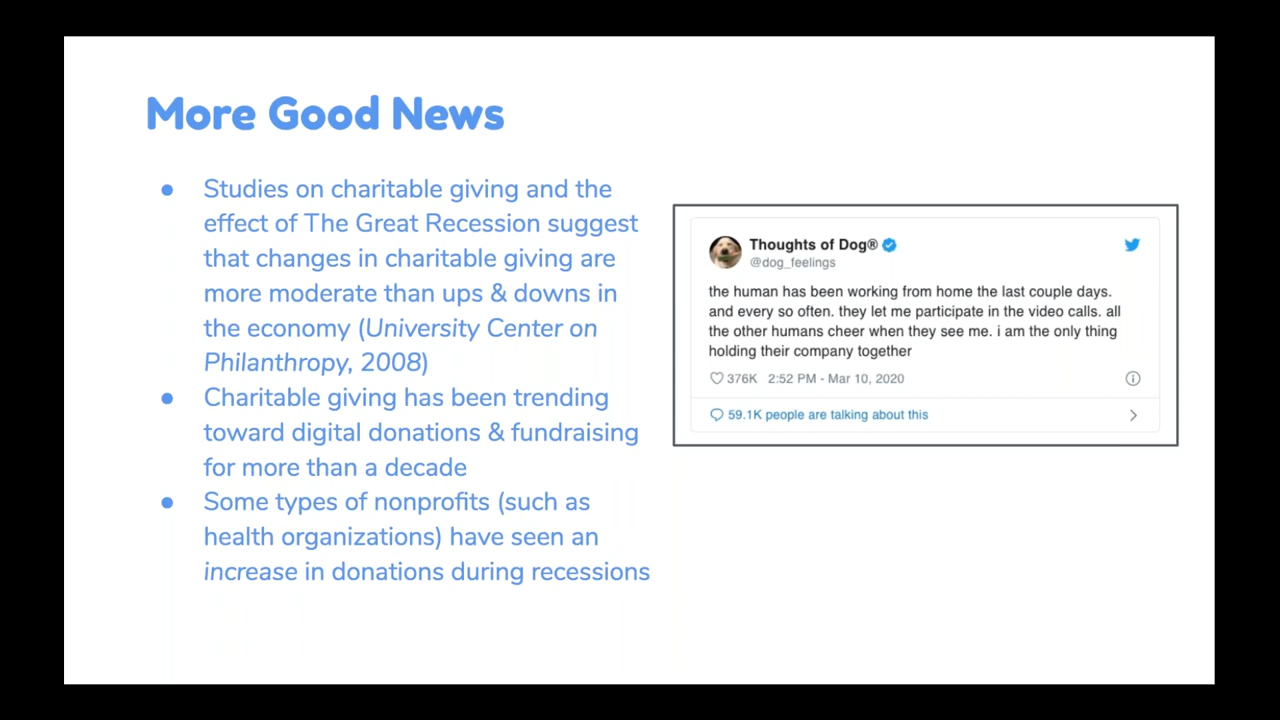 More Good News
● Studies on charitable giving and the
effect of The Great Recession suggest
that changes in charitable giving are
more moderate than ups & downs in
the economy (University Center on
Philanthropy, 2008)
● Charitable giving has been trending
toward digital donations & fundraising
for more than a decade
● Some types of nonprofits (such as
health organizations) have seen an
increase in donations during recessions
Thoughts of Dog®
@dog_feelings
the human has been working from home the last couple days.
and every so often. they let me participate in the video calls. all
the other humans cheer when they see me. i am the only thing
holding their company together
376K 2:52 PM - Mar 10, 2020
59.1K people are talking about this